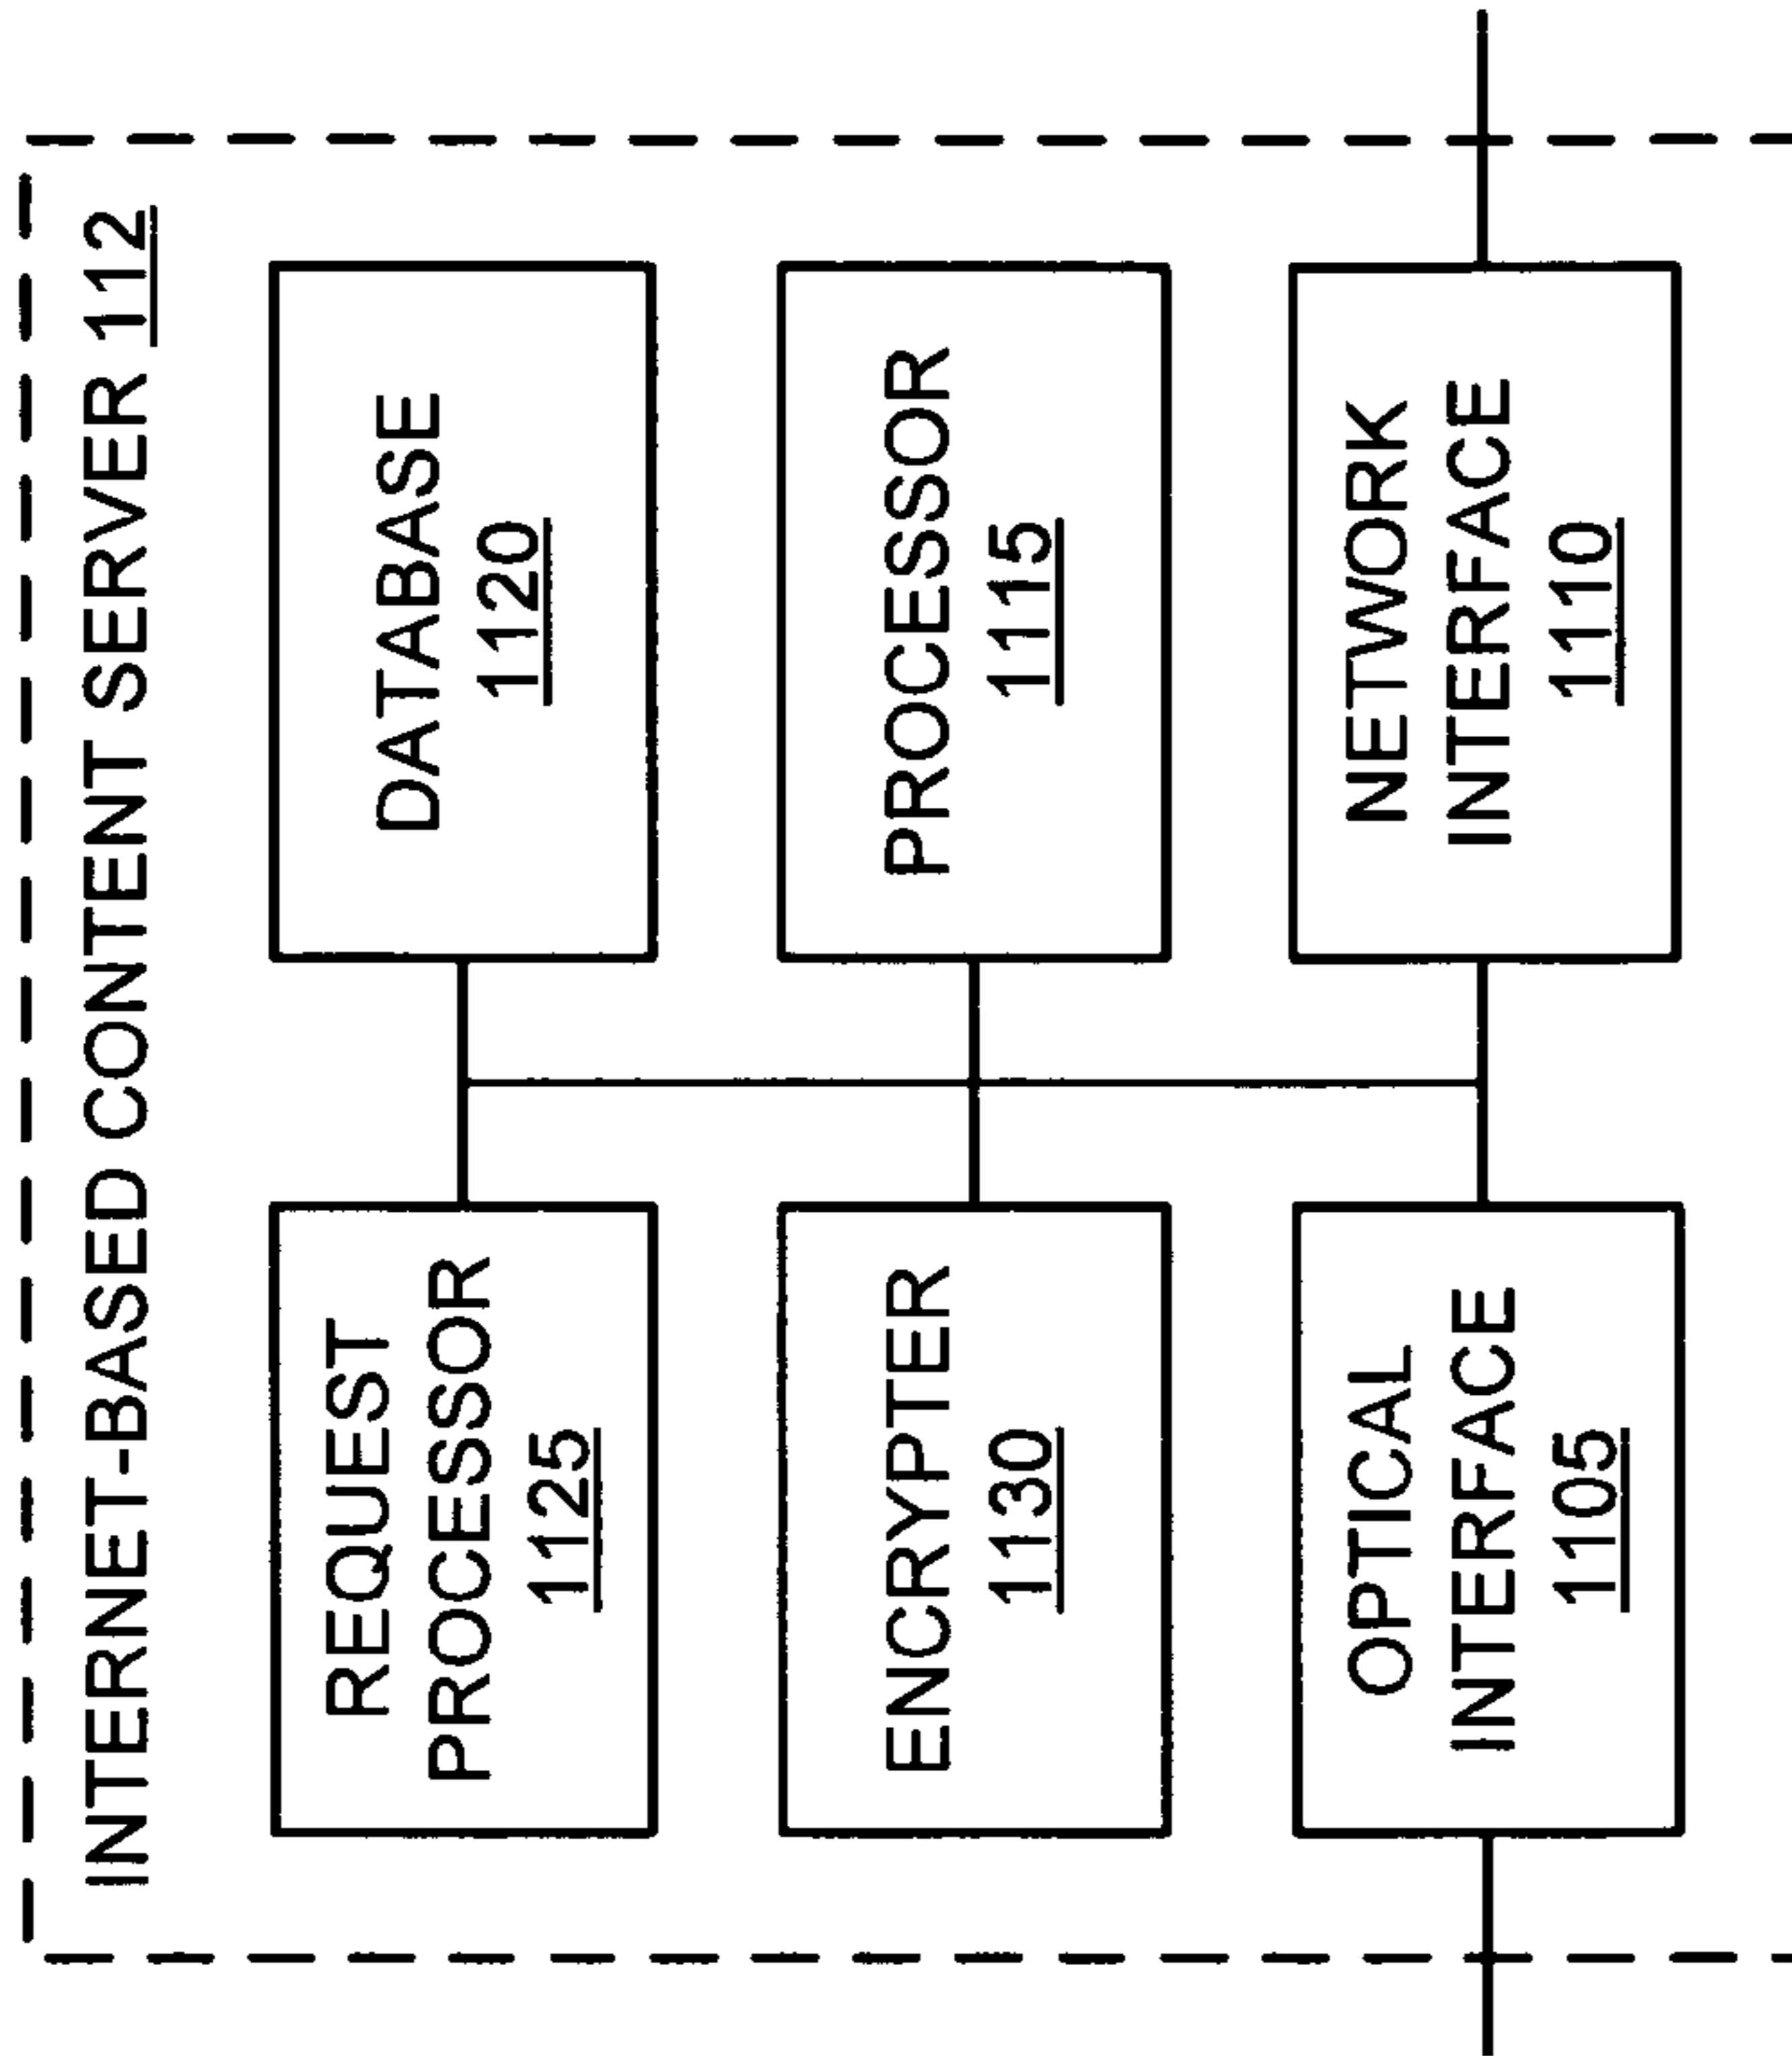 INTERNET-BASED CONTENT SERVER 112
REQUEST
PROCESSOR
1125
DATABASE
1120
ENCRYPTER
1130
PROCESSOR
1115
OPTICAL
INTERFACE
1105
NETWORK
INTERFACE
1110